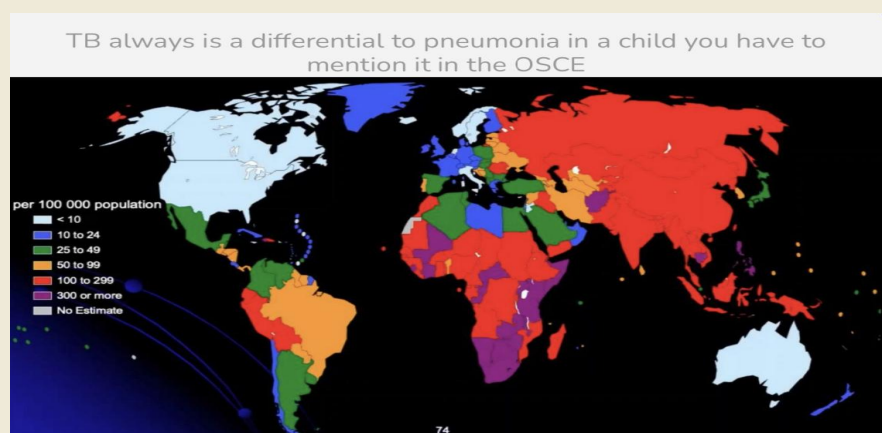 TB always is a differential to pneumonia in a child you have to
mention it in the OSCE
per 100 000 population
< 10
10 to 24
25 to 49
50 to 99
100 to 299
300 or more
No Estimate
74